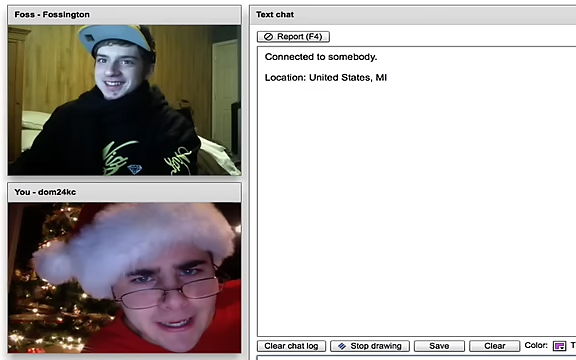 Foss - Fossington
Text chat
Report (F4)
Connected to somebody.
Location: United States, MI
You - dom24kc
Clear chat log
Stop drawing
Save
Clear
Color:
T